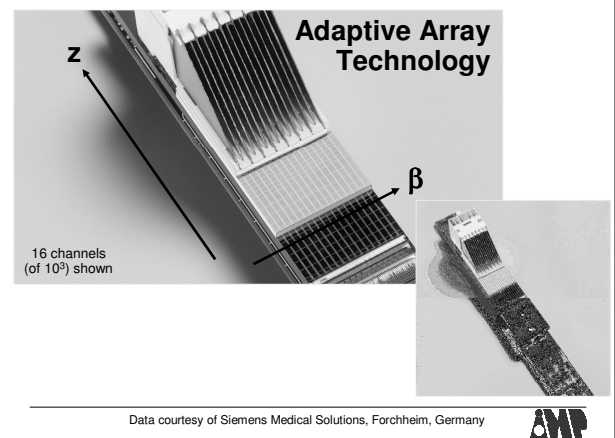 Adaptive Array
Technology
z
β
16 channels
(of 10³) shown
Data courtesy of Siemens Medical Solutions, Forchheim, Germany
IMP